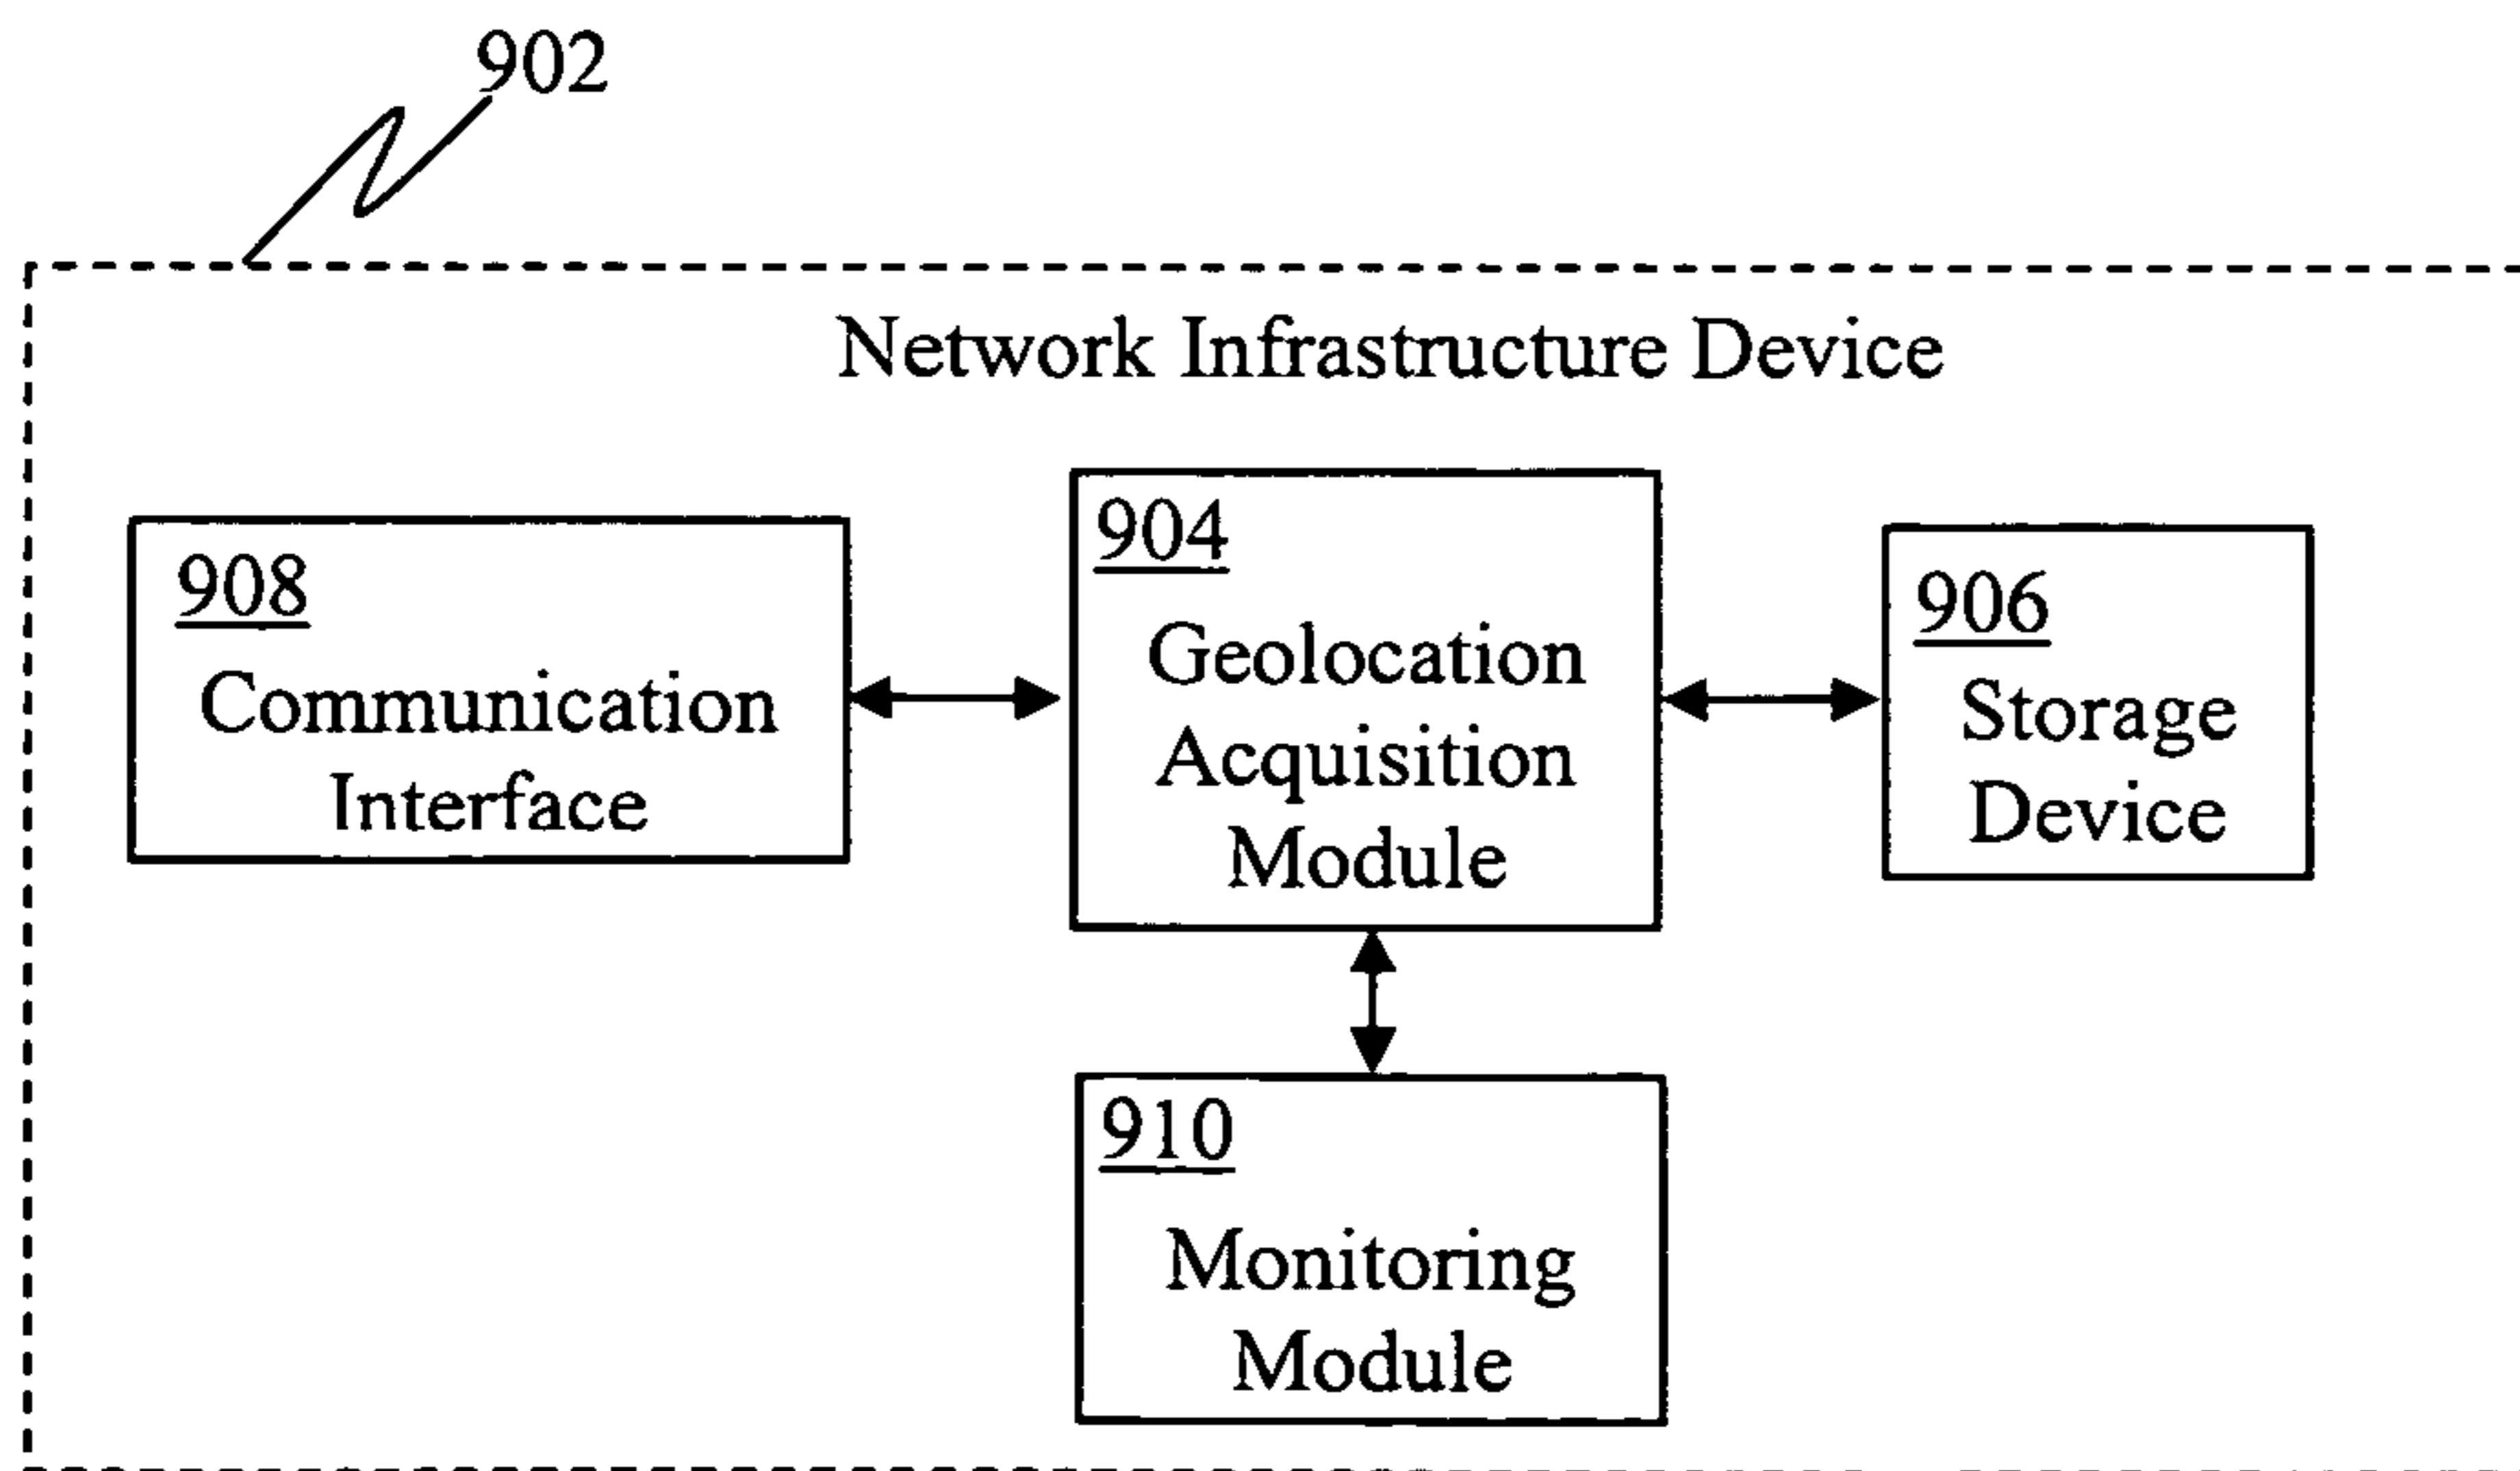 902
Network Infrastructure Device
908
Communication
Interface
904
Geolocation
Acquisition
Module
906
Storage
Device
910
Monitoring
Module